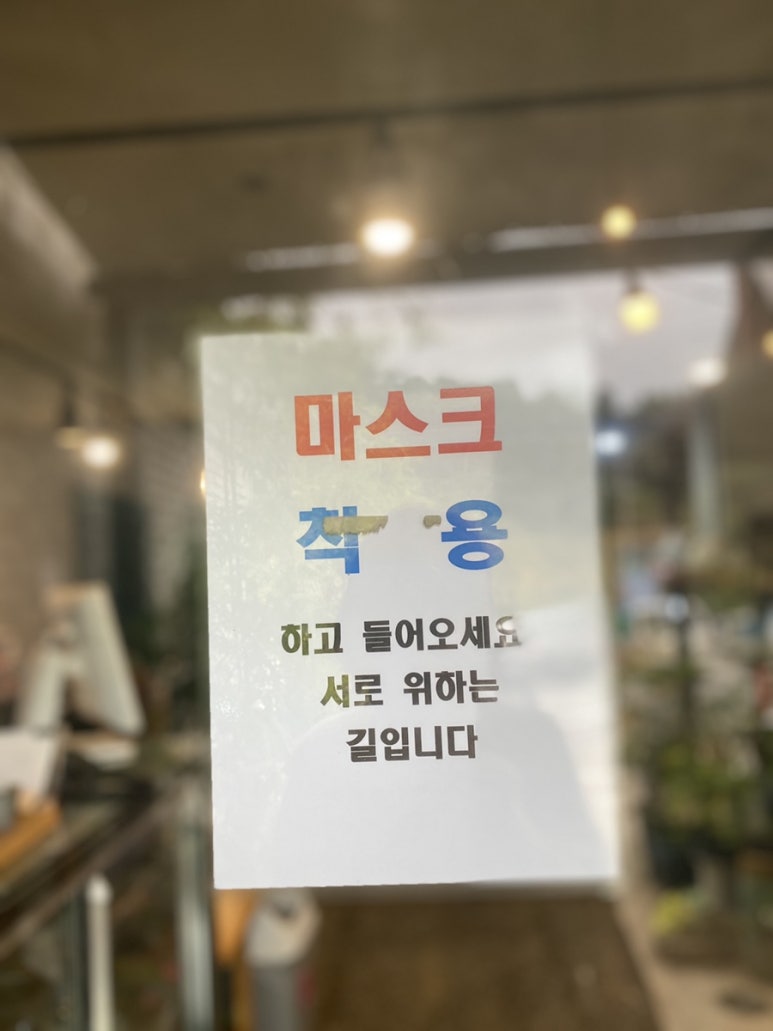 마스크
착 용
하고 들어오세요
서로 위하는
길입니다